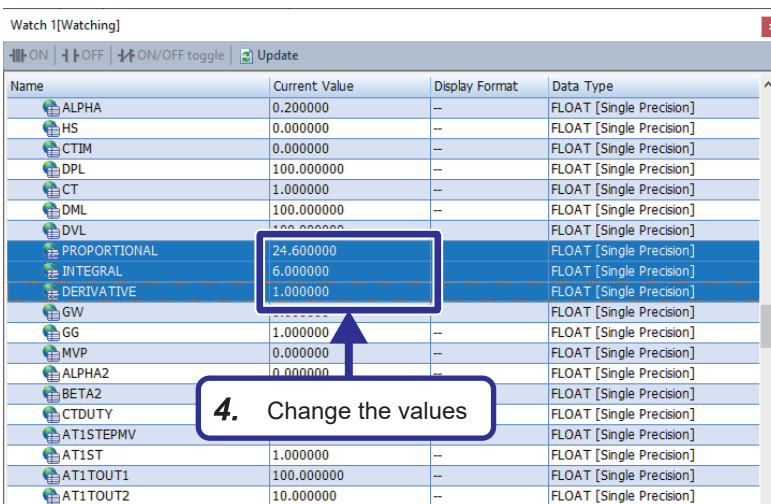 Watch 1[Watching]
ON OFF ON/OFF toggle Update
Name Current Value Display Format Data Type
ALPHA 0.200000 -- FLOAT [Single Precision]
HS 0.000000 -- FLOAT [Single Precision]
CTIM 0.000000 -- FLOAT [Single Precision]
DPL 100.000000 -- FLOAT [Single Precision]
CT 1.000000 -- FLOAT [Single Precision]
DML 100.000000 -- FLOAT [Single Precision]
DVL FLOAT [Single Precision]
PROPORTIONAL 24.600000 FLOAT [Single Precision]
INTEGRAL 6.000000 FLOAT [Single Precision]
DERIVATIVE 1.000000 FLOAT [Single Precision]
GW FLOAT [Single Precision]
GG 1.000000 -- FLOAT [Single Precision]
MVP 0.000000 -- FLOAT [Single Precision]
ALPHA2 0.000000 -- FLOAT [Single Precision]
BETA2 FLOAT [Single Precision]
CTDUTY FLOAT [Single Precision]
AT1STEPMV FLOAT [Single Precision]
AT1ST 1.000000 -- FLOAT [Single Precision]
AT1TOUT1 100.000000 -- FLOAT [Single Precision]
AT1TOUT2 10.000000 -- FLOAT [Single Precision]
4. Change the values